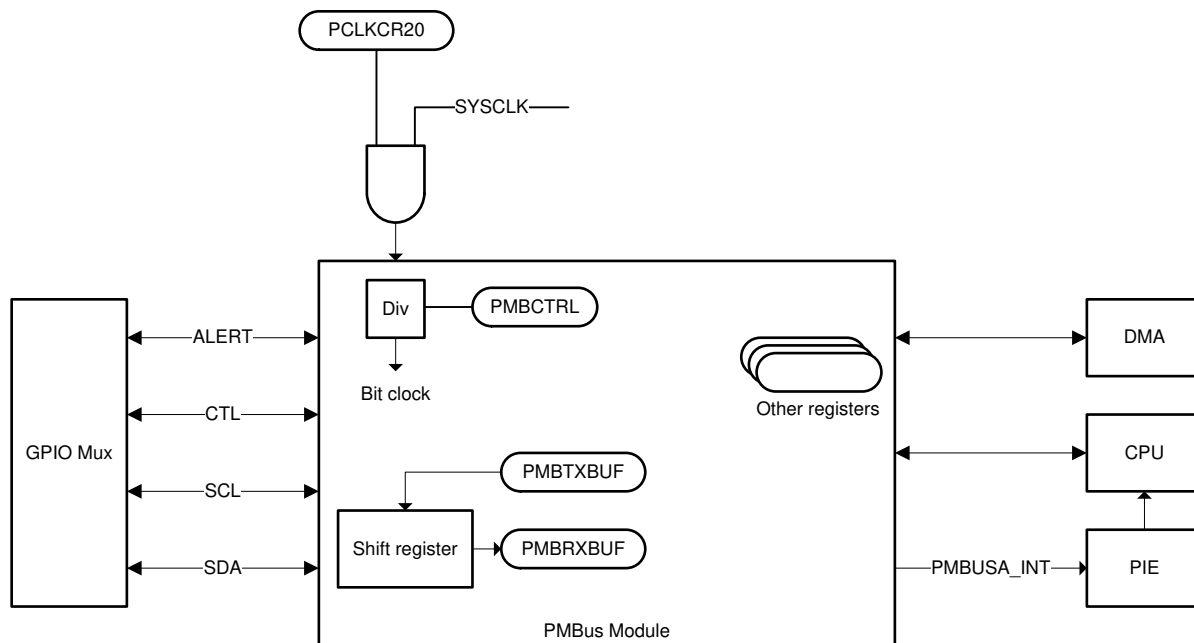 PCLKCR20
SYSCLK
Div
PMBCTRL
ALERT
DMA
Bit clock
Other registers
CTL
GPIO Mux
CPU
PMBTXBUF
SCL
Shift register
PMBRXBUF
SDA
PMBUSA_INT
PIE
PMBus Module